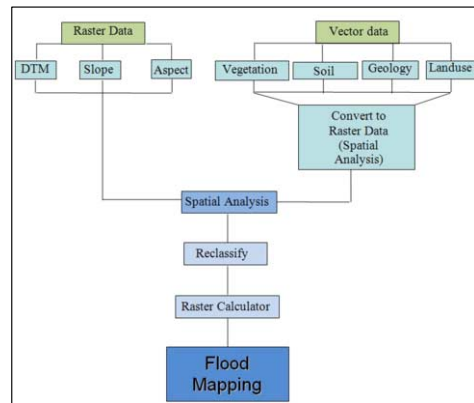 Raster Data
Vector data
DTM
Slope
Aspect
Vegetation
Soil
Geology
Landuse
Convert to
Raster Data
(Spatial
Analysis)
Spatial Analysis
Reclassify
Raster Calculator
Flood
Mapping